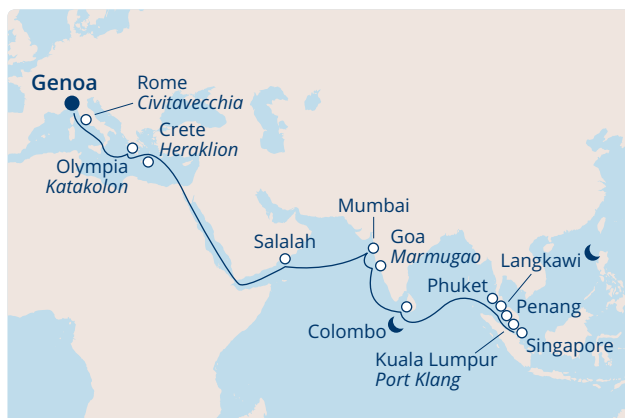 Genoa
Rome
Civitavecchia
Crete
Heraklion
Olympia
Katakolon
Mumbai
Salalah
Goa
Marmugao
Langkawi
Phuket
Penang
Colombo
Singapore
Kuala Lumpur
Port Klang